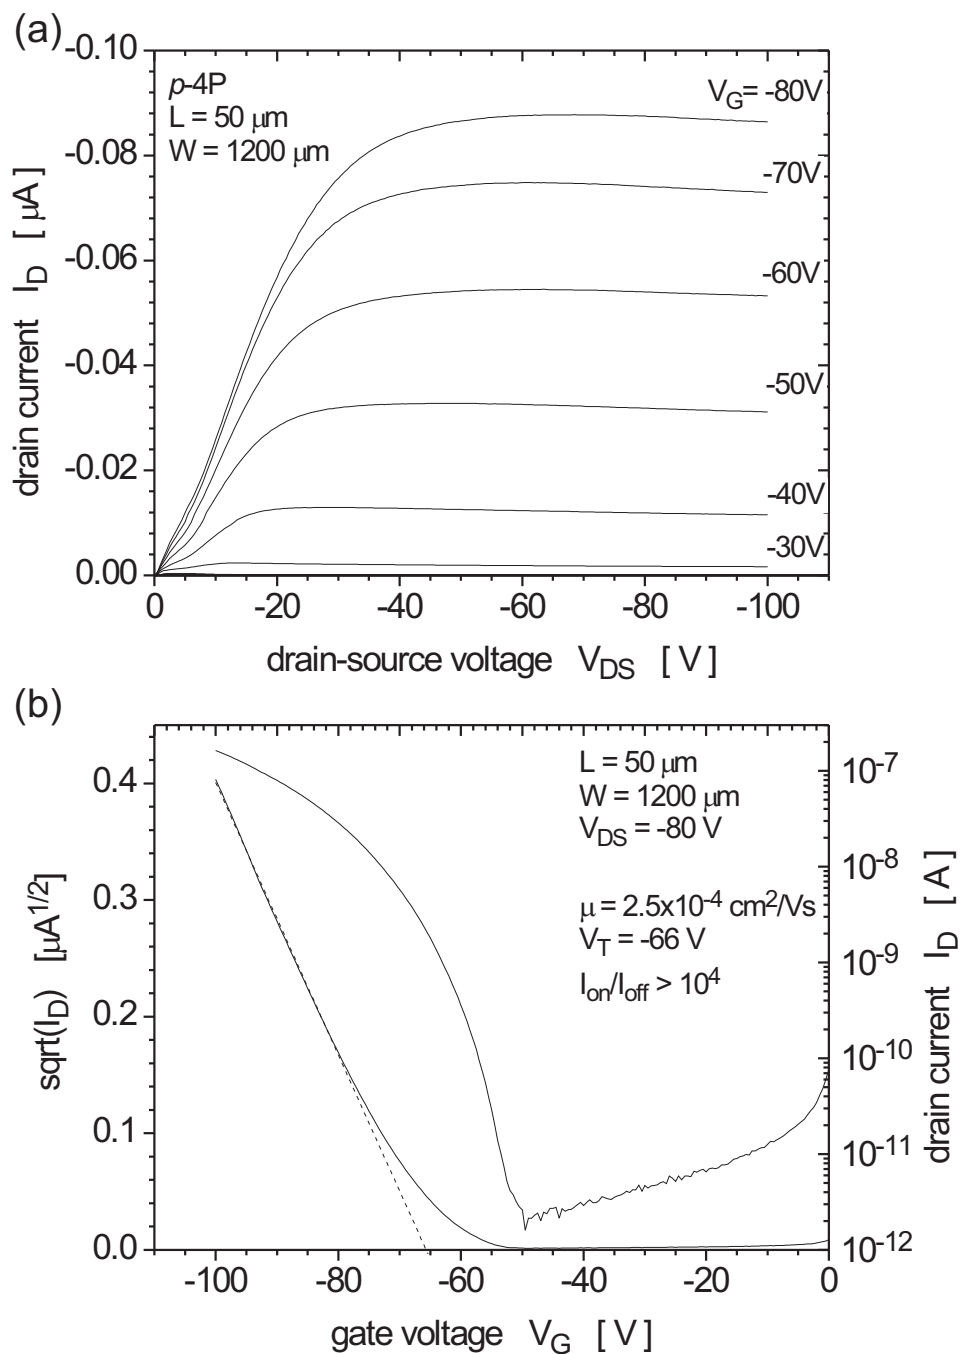 (a)
-0.10
-0.08
-0.06
-0.04
-0.02
0.00
drain current I_D [ μA ]
p-4P
L = 50 μm
W = 1200 μm
V_G= -80V
-70V
-60V
-50V
-40V
-30V
0 -20 -40 -60 -80 -100
drain-source voltage V_DS [ V ]
(b)
0.4
0.3
0.2
0.1
0.0
sqrt(I_D) [μA^1/2]
L = 50 μm
W = 1200 μm
V_DS = -80 V
μ = 2.5x10^-4 cm^2/Vs
V_T = -66 V
I_on/I_off > 10^4
10^-7
10^-8
10^-9
10^-10
10^-11
10^-12
drain current I_D [ A ]
-100 -80 -60 -40 -20 0
gate voltage V_G [ V ]